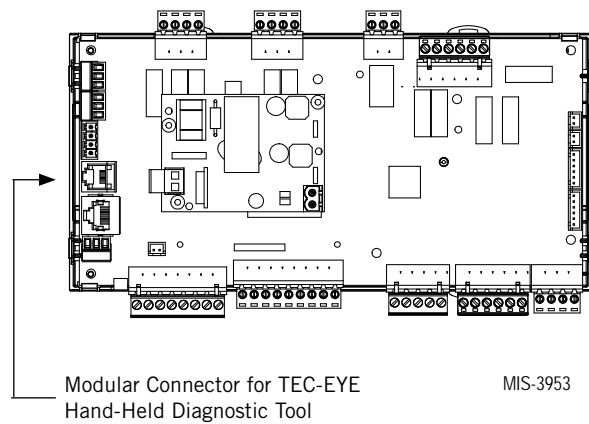 Modular Connector for TEC-EYE
Hand-Held Diagnostic Tool
MIS-3953